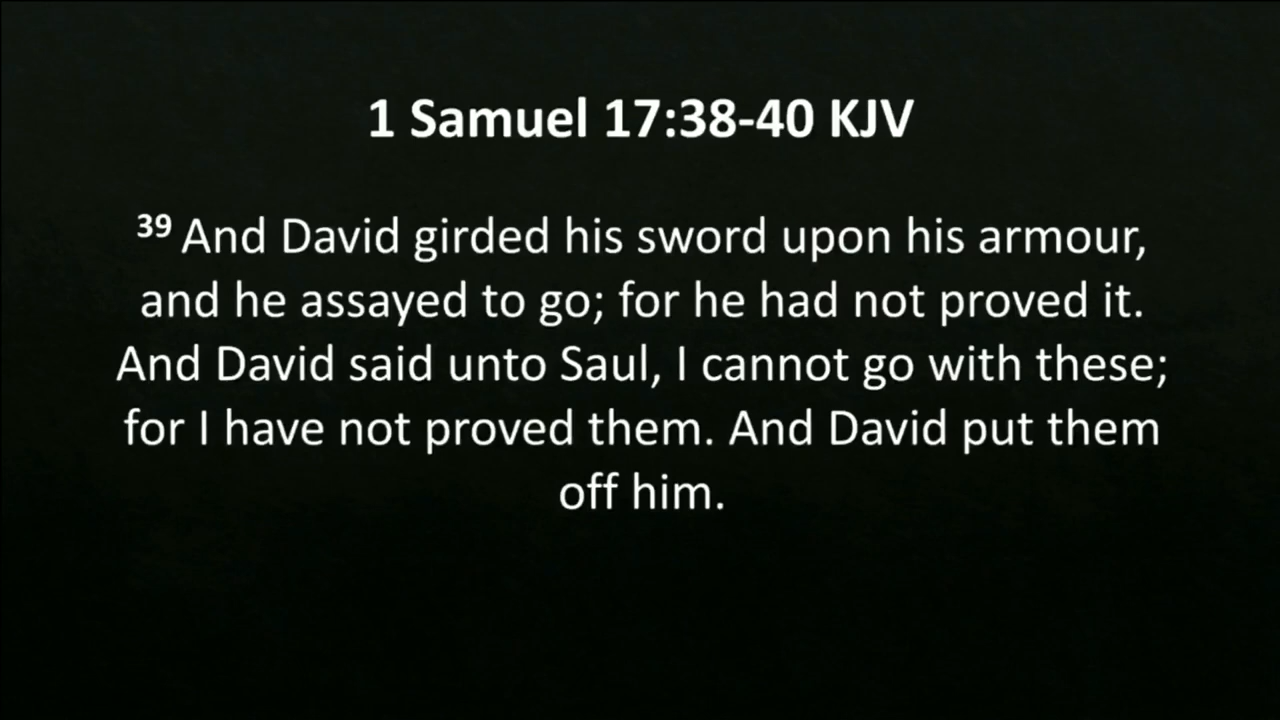 1 Samuel 17:38-40 KJV
39 And David girded his sword upon his armour,
and he assayed to go; for he had not proved it.
And David said unto Saul, I cannot go with these;
for I have not proved them. And David put them
off him.